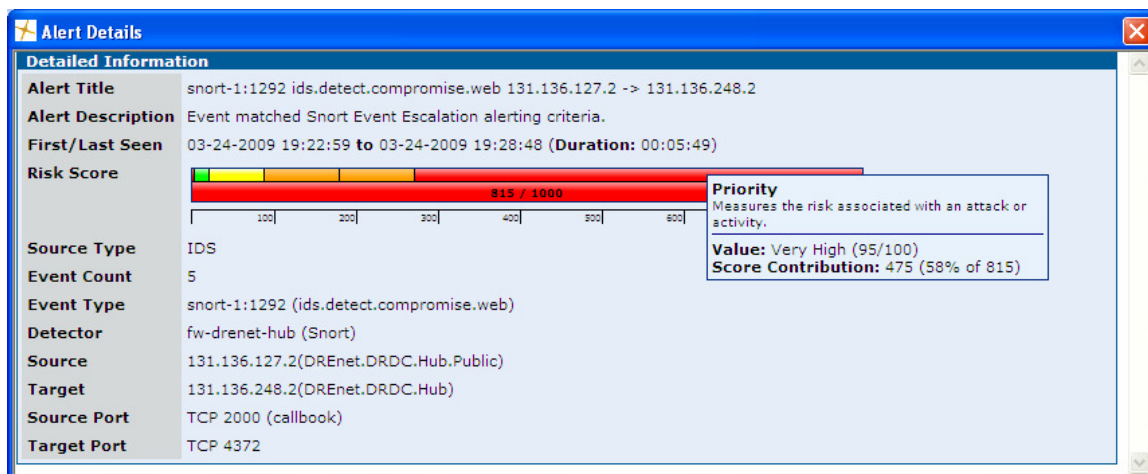 Alert Details
Detailed Information
Alert Title snort-1:1292 ids.detect.compromise.web 131.136.127.2 -> 131.136.248.2
Alert Description Event matched Snort Event Escalation alerting criteria.
First/Last Seen 03-24-2009 19:22:59 to 03-24-2009 19:28:48 (Duration: 00:05:49)
Risk Score
815 / 1000
100 200 300 400 500 600
Priority
Measures the risk associated with an attack or
activity.
Value: Very High (95/100)
Score Contribution: 475 (58% of 815)
Source Type IDS
Event Count 5
Event Type snort-1:1292 (ids.detect.compromise.web)
Detector fw-drenet-hub (Snort)
Source 131.136.127.2(DREnet.DRDC.Hub.Public)
Target 131.136.248.2(DREnet.DRDC.Hub)
Source Port TCP 2000 (callbook)
Target Port TCP 4372